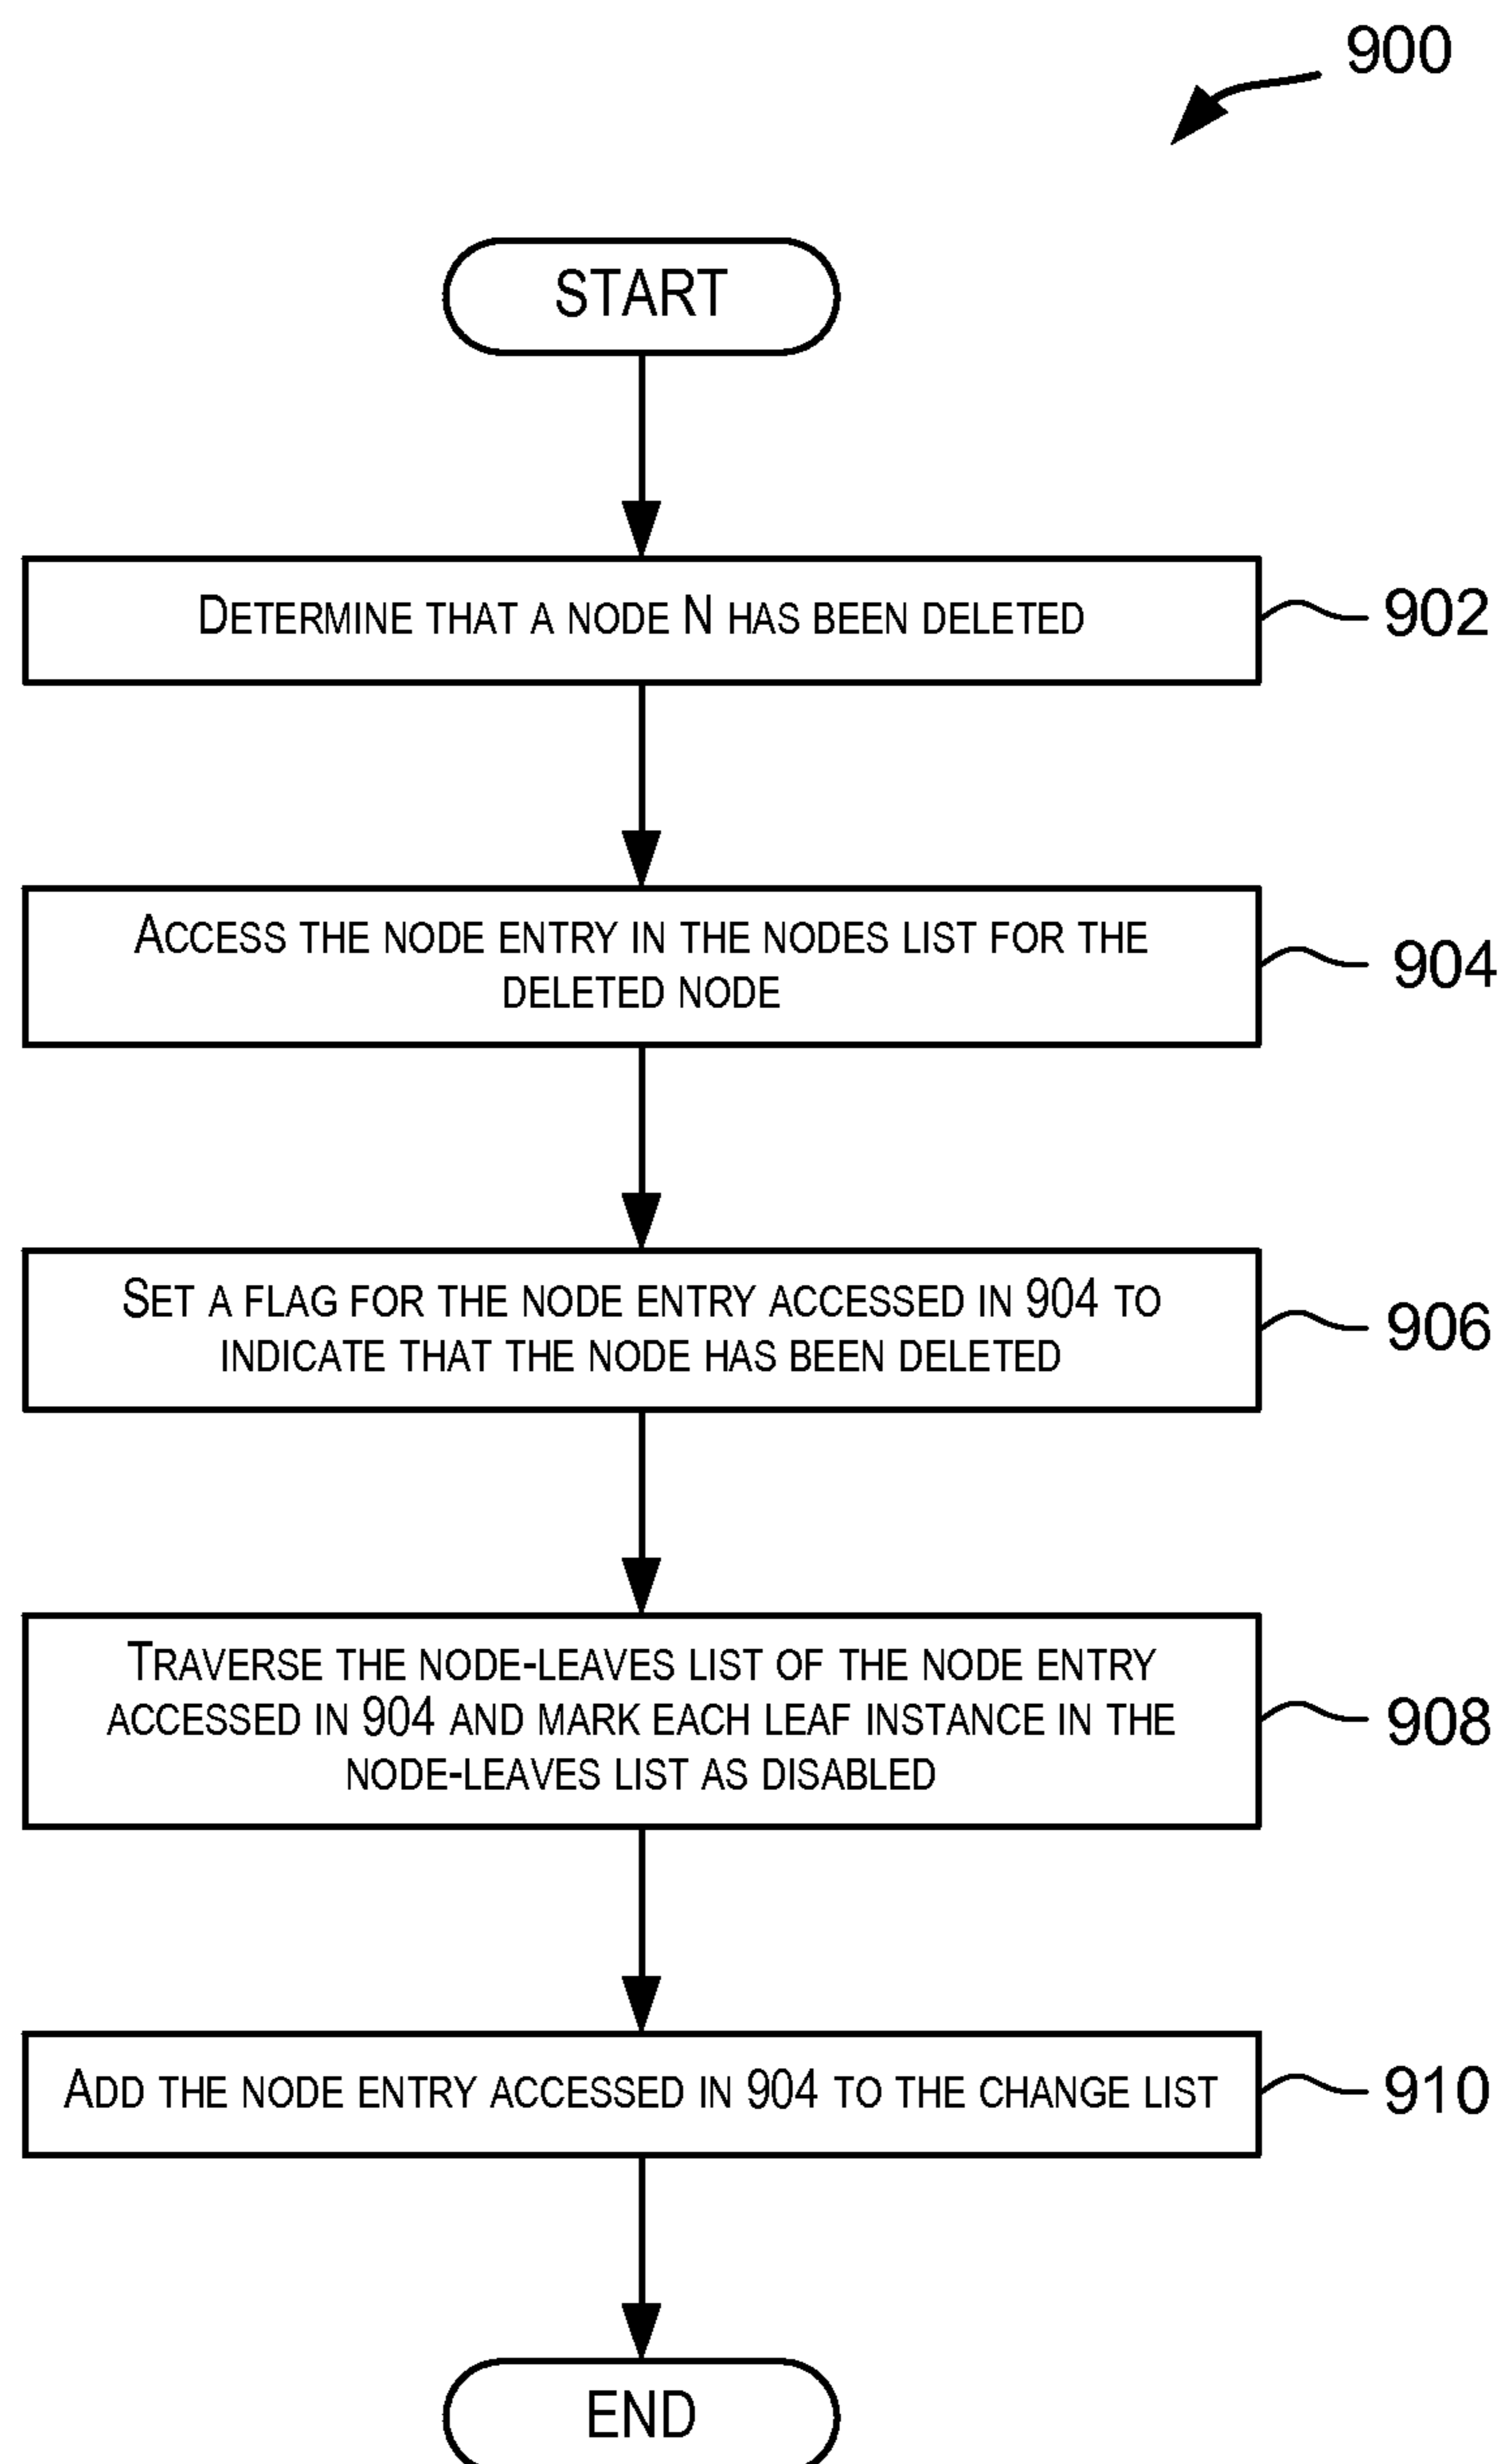 900
START
DETERMINE THAT A NODE N HAS BEEN DELETED
902
ACCESS THE NODE ENTRY IN THE NODES LIST FOR THE
DELETED NODE
904
SET A FLAG FOR THE NODE ENTRY ACCESSED IN 904 TO
INDICATE THAT THE NODE HAS BEEN DELETED
906
TRAVERSE THE NODE-LEAVES LIST OF THE NODE ENTRY
ACCESSED IN 904 AND MARK EACH LEAF INSTANCE IN THE
NODE-LEAVES LIST AS DISABLED
908
ADD THE NODE ENTRY ACCESSED IN 904 TO THE CHANGE LIST
910
END